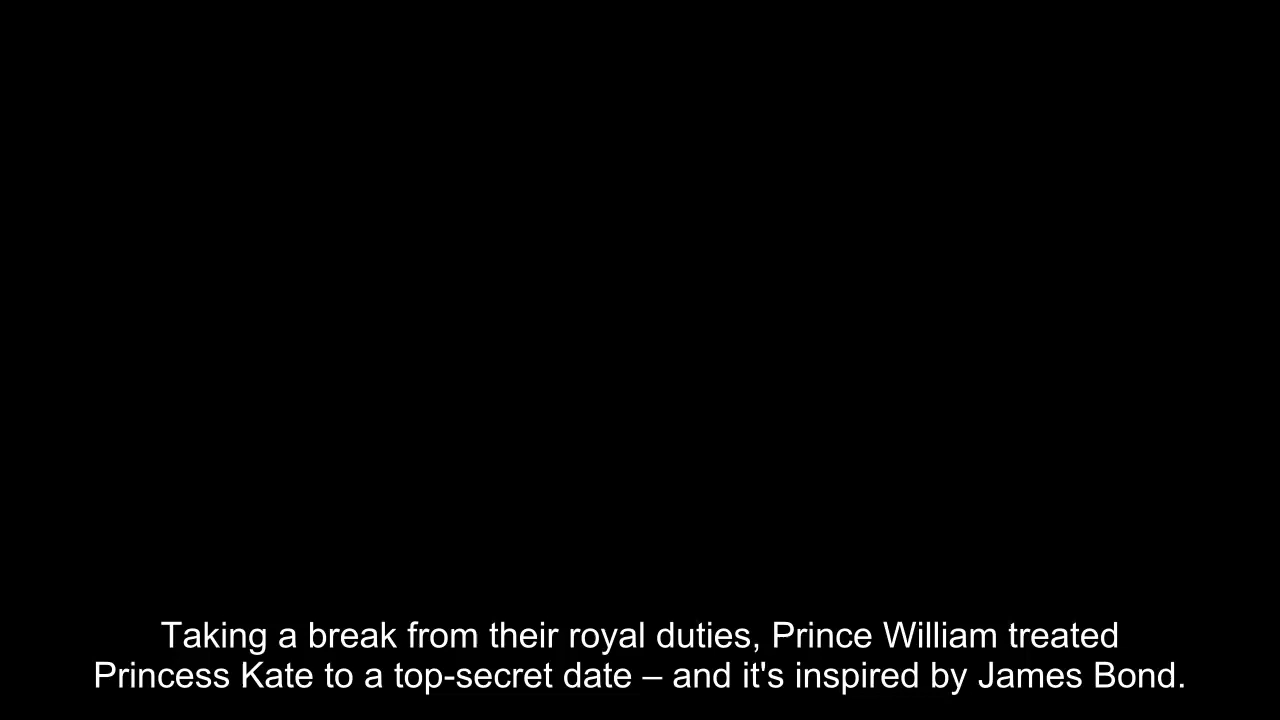 Taking a break from their royal duties, Prince William treated
Princess Kate to a top-secret date – and it's inspired by James Bond.